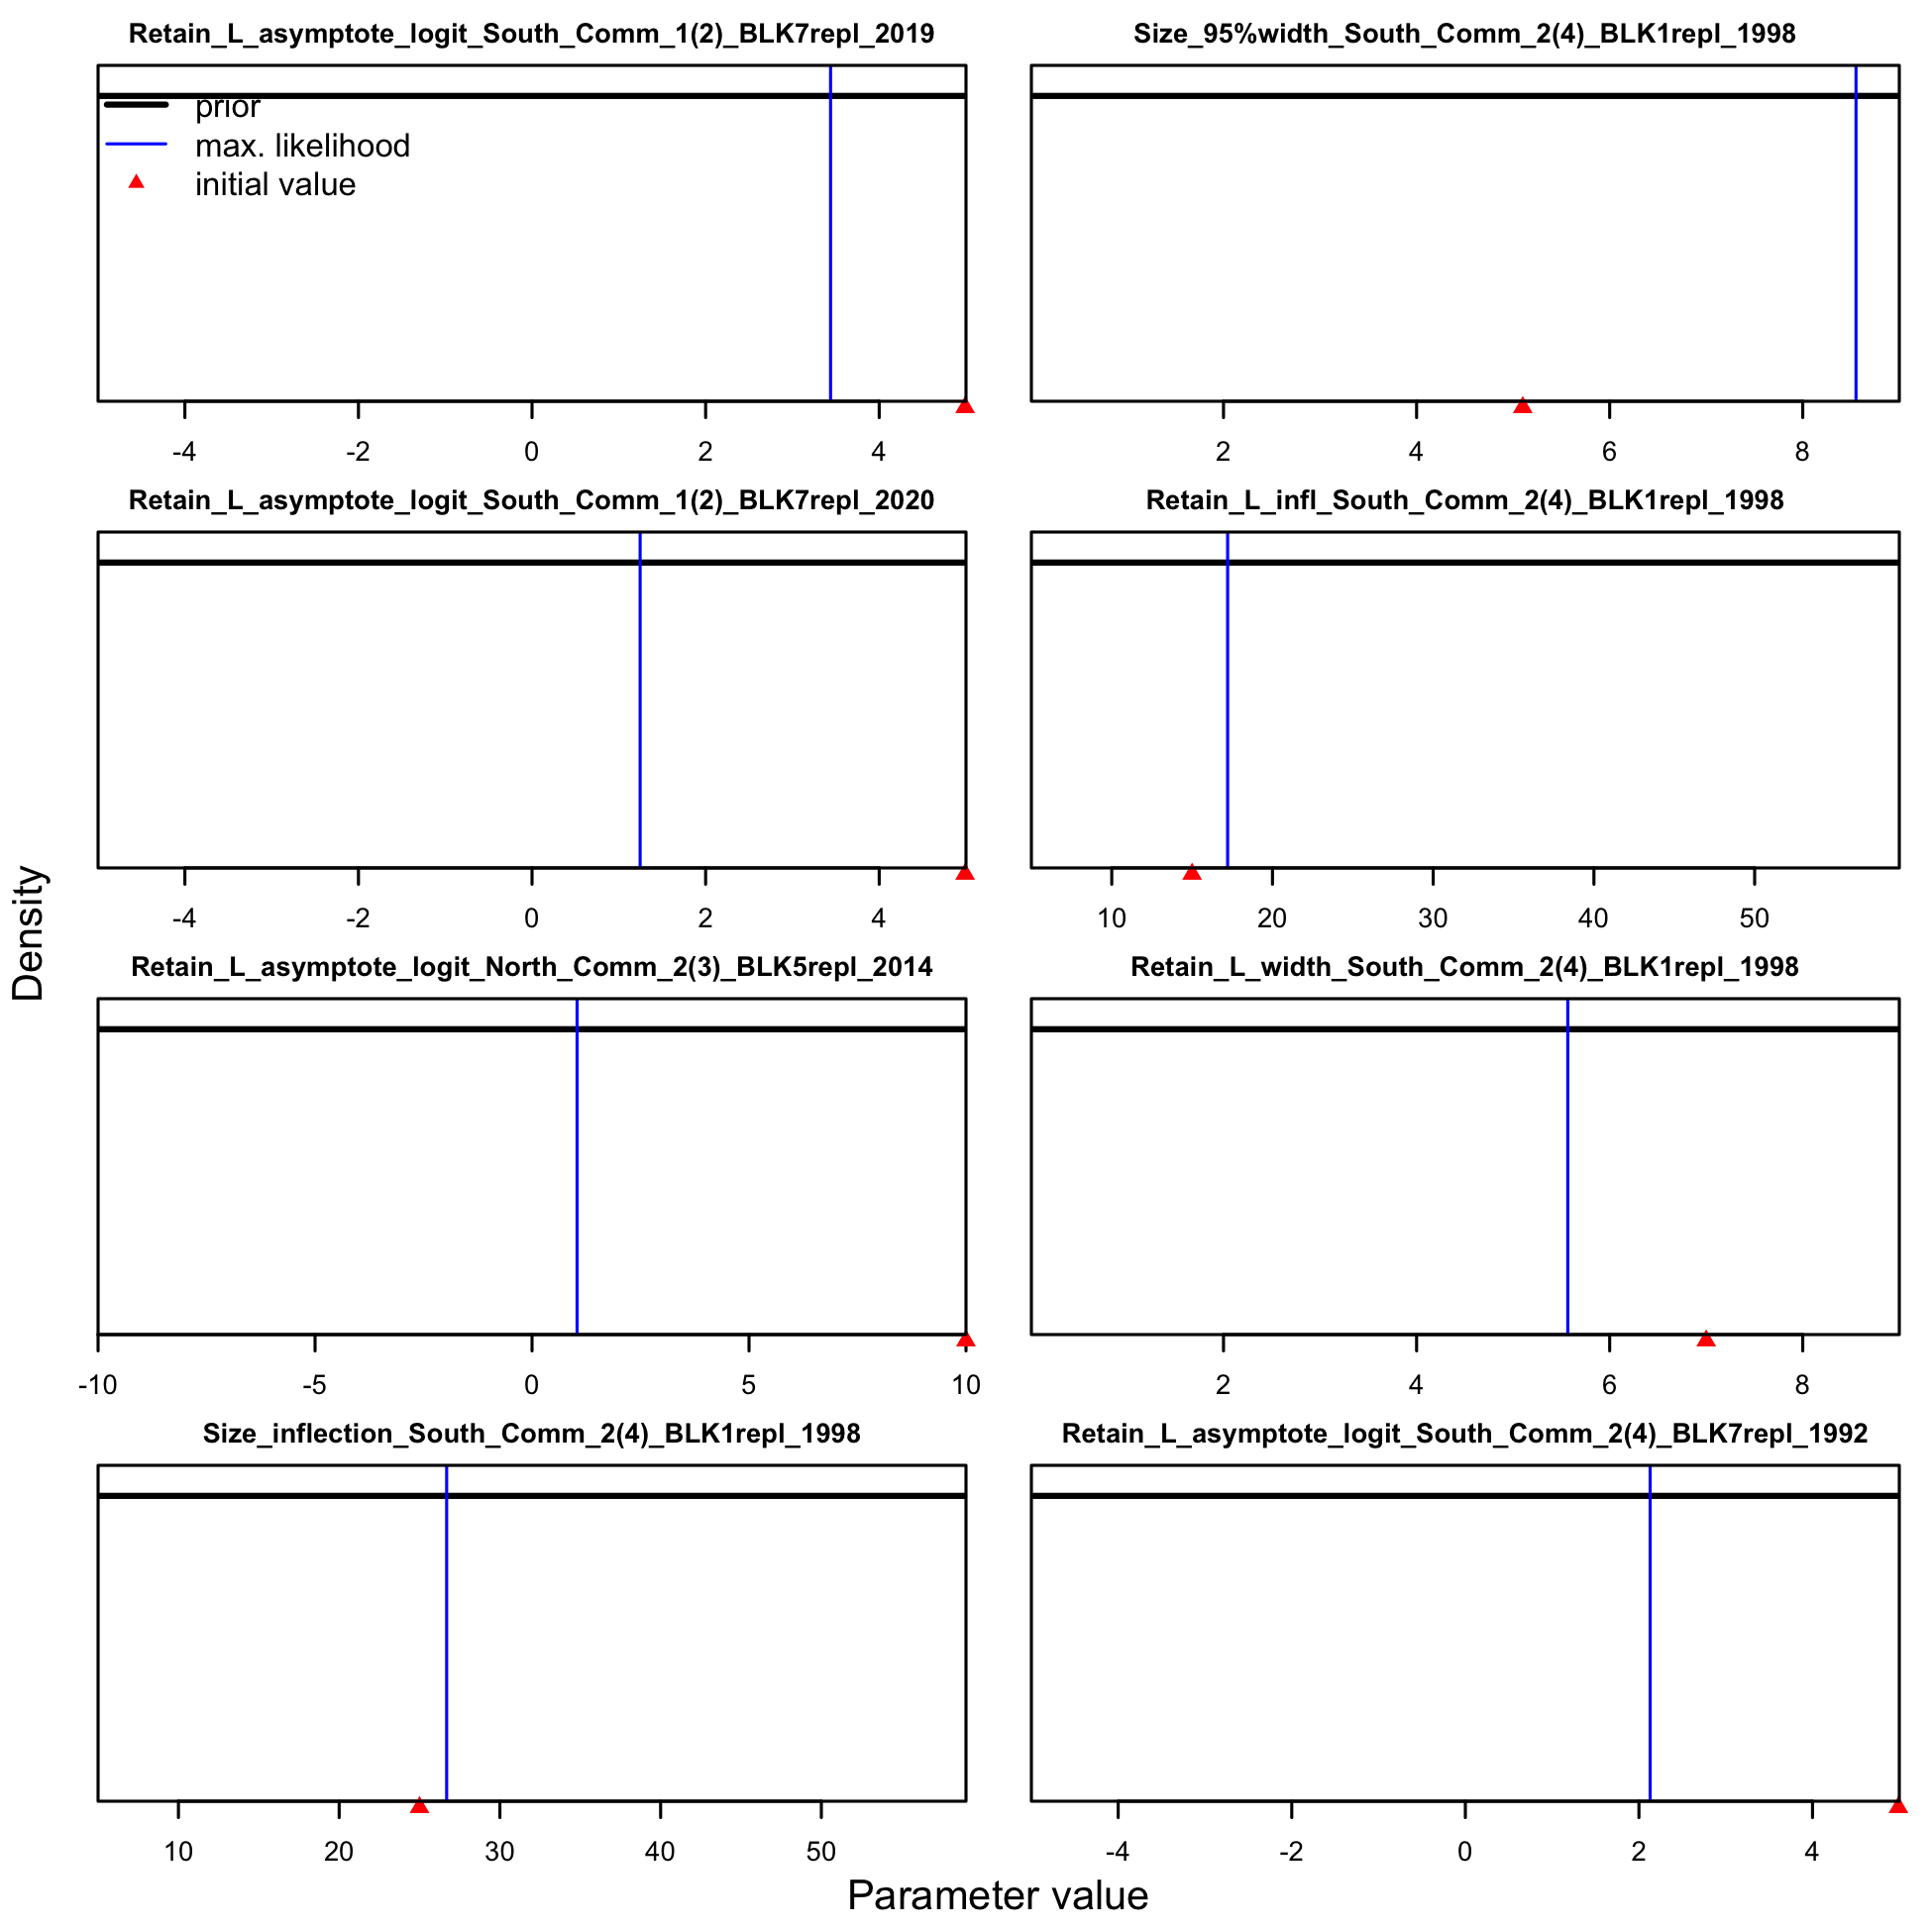 Retain_L_asymptote_logit_South_Comm_1(2)_BLK7repl_2019
prior
max. likelihood
initial value
-4 -2 0 2 4
Size_95%width_South_Comm_2(4)_BLK1repl_1998
2 4 6 8
Retain_L_asymptote_logit_South_Comm_1(2)_BLK7repl_2020
-4 -2 0 2 4
Retain_L_infl_South_Comm_2(4)_BLK1repl_1998
10 20 30 40 50
Retain_L_asymptote_logit_North_Comm_2(3)_BLK5repl_2014
-10 -5 0 5 10
Retain_L_width_South_Comm_2(4)_BLK1repl_1998
2 4 6 8
Size_inflection_South_Comm_2(4)_BLK1repl_1998
10 20 30 40 50
Retain_L_asymptote_logit_South_Comm_2(4)_BLK7repl_1992
-4 -2 0 2 4
Density
Parameter value